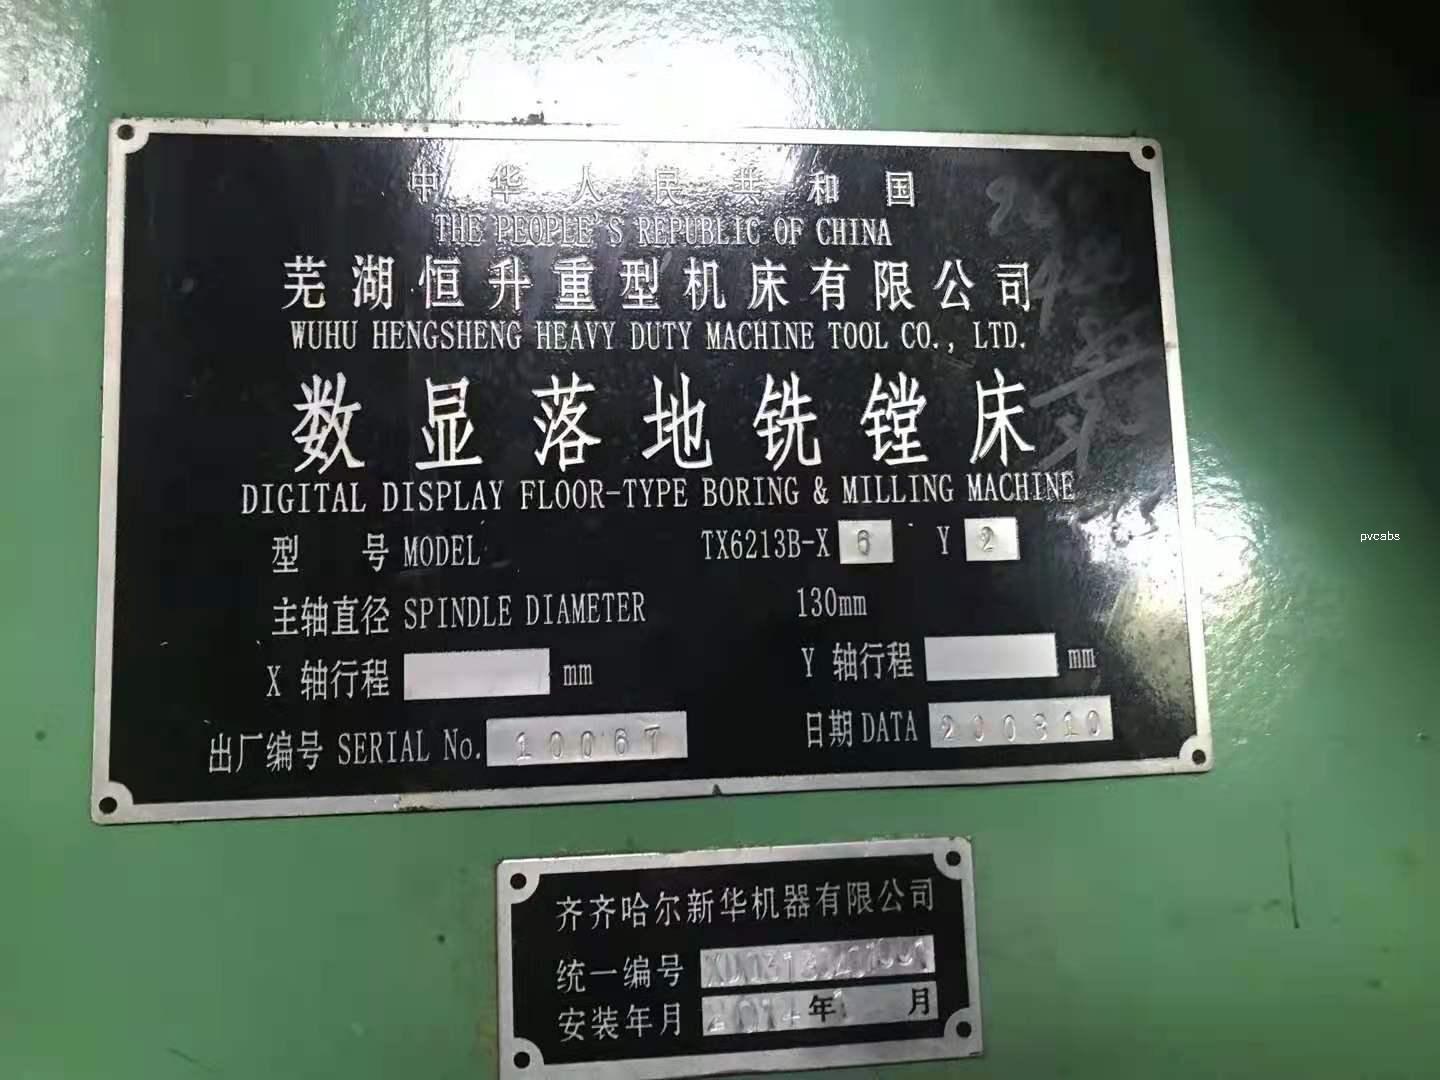 中华人民共和国
THE PEOPLE'S REPUBLIC OF CHINA
芜湖恒升重型机床有限公司
WUHU HENGSHENG HEAVY DUTY MACHINE TOOL CO., LTD.
数显落地铣镗床
DIGITAL DISPLAY FLOOR-TYPE BORING & MILLING MACHINE
型 号 MODEL TX6213B-X 6 Y 2
主轴直径 SPINDLE DIAMETER 130mm
X 轴行程 mm Y 轴行程 mm
出厂编号 SERIAL No. 10067 日期 DATA 200310
pvcabs
齐齐哈尔新华机器有限公司
统一编号
安装年月 年 月